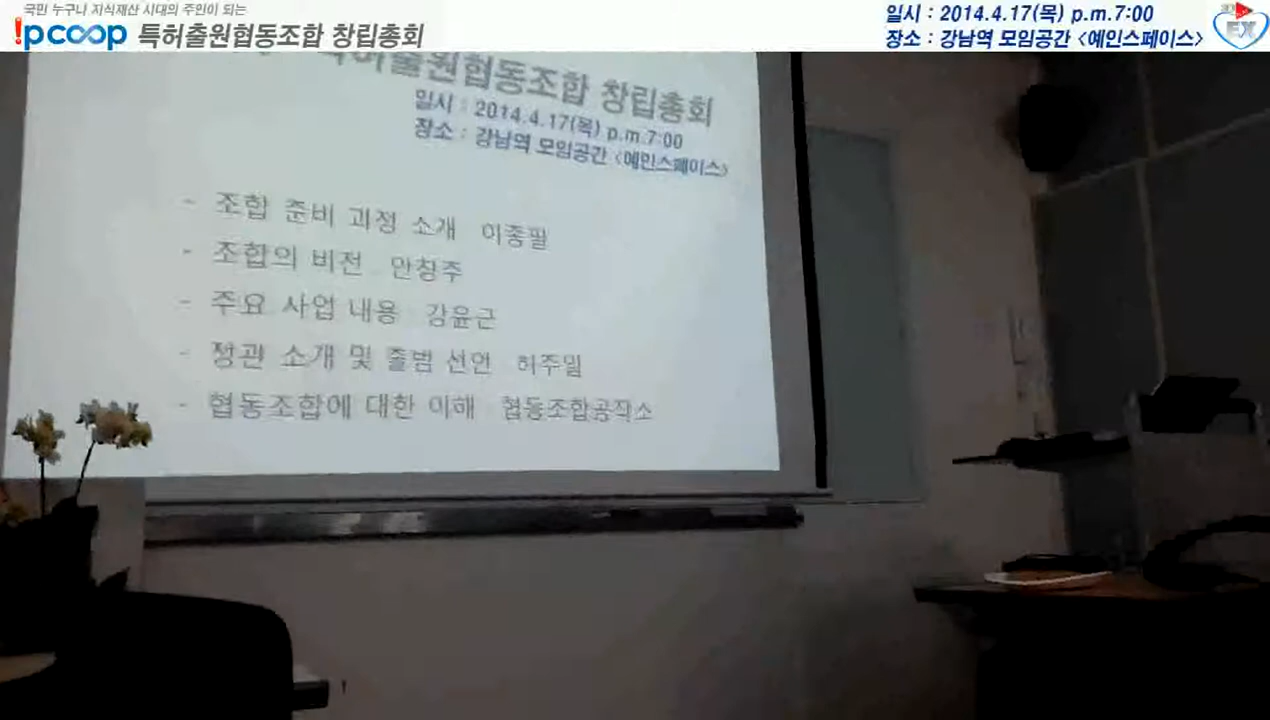 국민 누구나 지식재산 시대의 주인이 되는
!pcoop 특허출원협동조합 창립총회
일시 : 2014.4.17(목) p.m.7:00
장소 : 강남역 모임공간 <예인스페이스>
EX
특허출원협동조합 창립총회
일시 : 2014.4.17(목) p.m.7:00
장소 : 강남역 모임공간 <예인스페이스>
- 조합 준비 과정 소개 이종필
- 조합의 비전 안창주
- 주요 사업 내용 강윤근
- 정관 소개 및 출범 선언 허주일
- 협동조합에 대한 이해 협동조합공작소